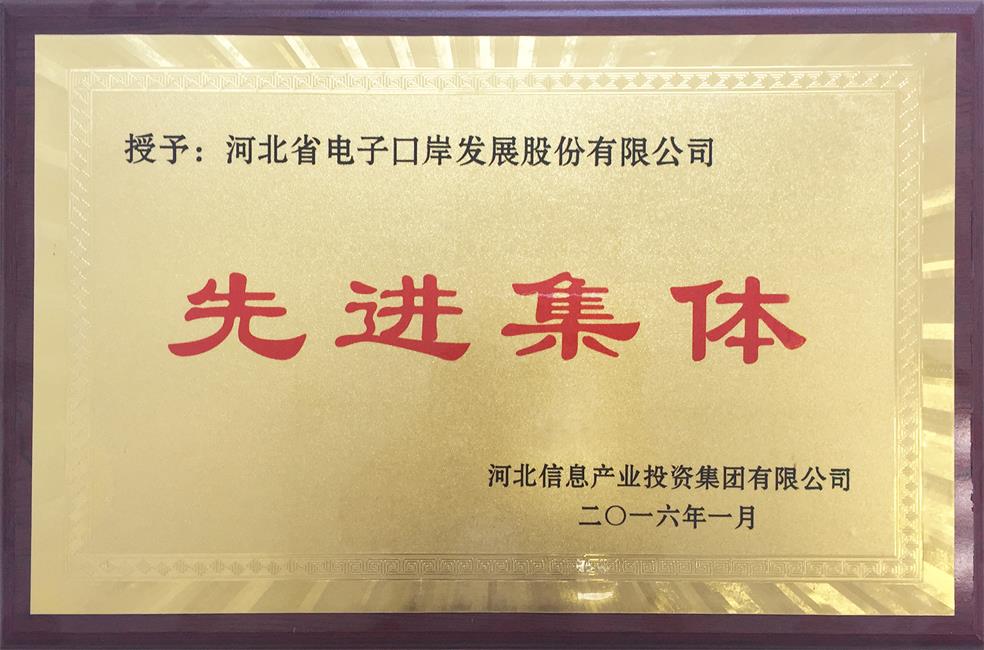 授予：河北省电子口岸发展股份有限公司
先进集体
河北信息产业投资集团有限公司
二〇一六年一月